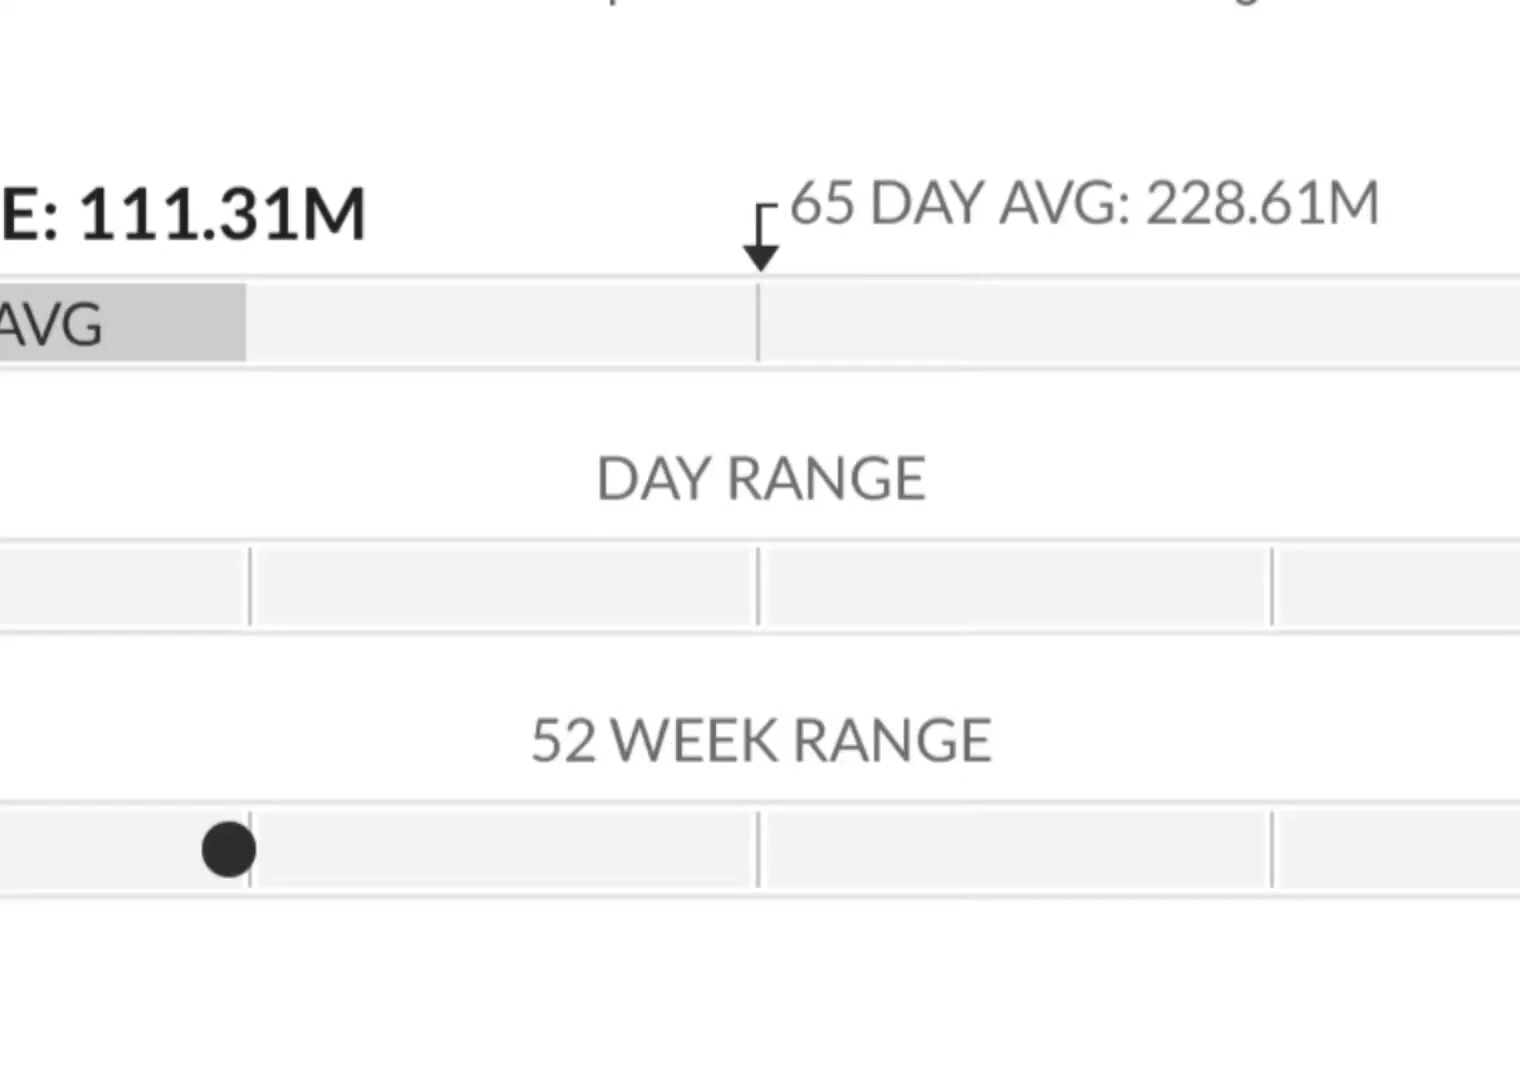 E: 111.31M
65 DAY AVG: 228.61M
AVG
DAY RANGE
52 WEEK RANGE